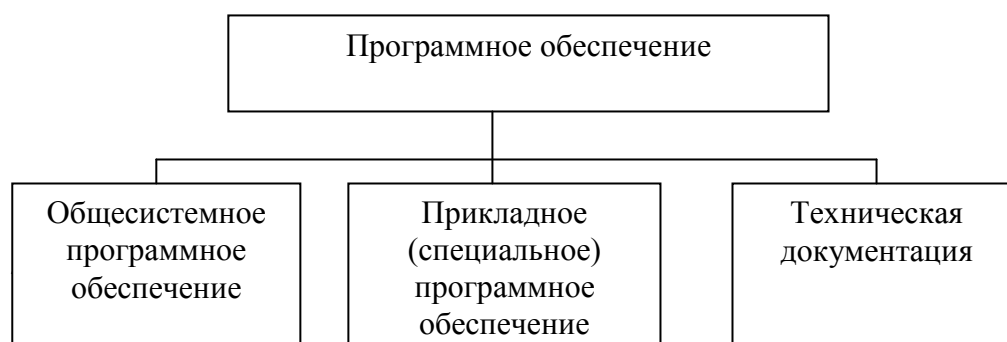 Программное обеспечение
Общесистемное
программное
обеспечение
Прикладное
(специальное)
программное
обеспечение
Техническая
документация